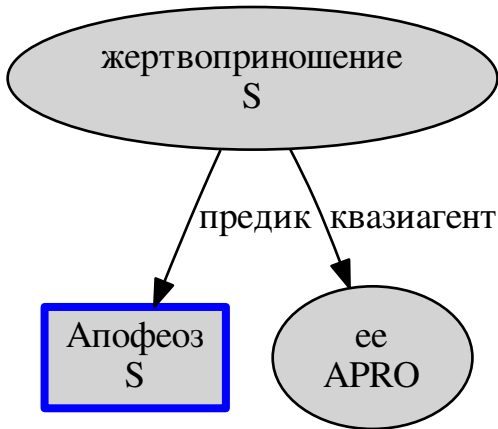 жертвоприношение
S
предик квазиагент
Апофеоз
S
ее
APRO